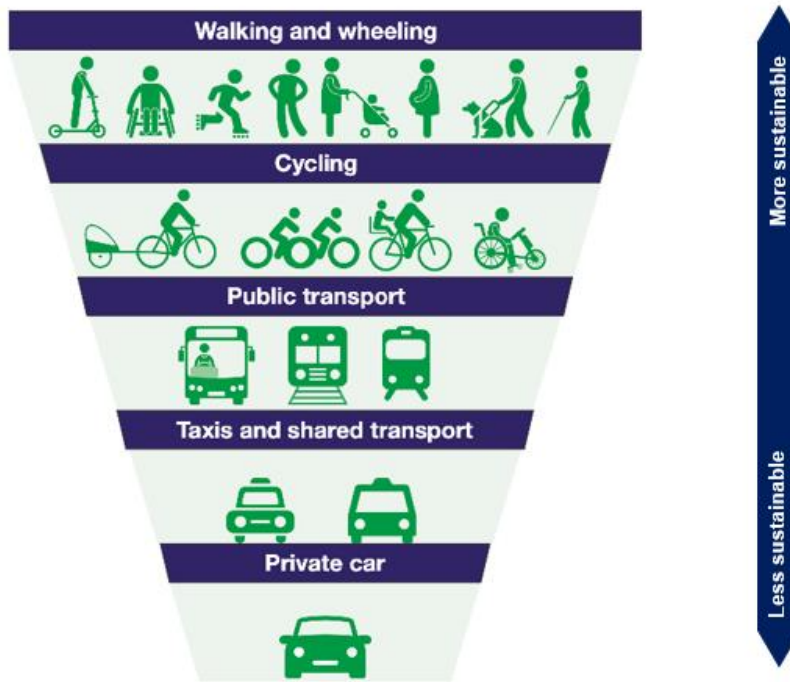 Walking and wheeling
Cycling
Public transport
Taxis and shared transport
Private car
More sustainable
Less sustainable